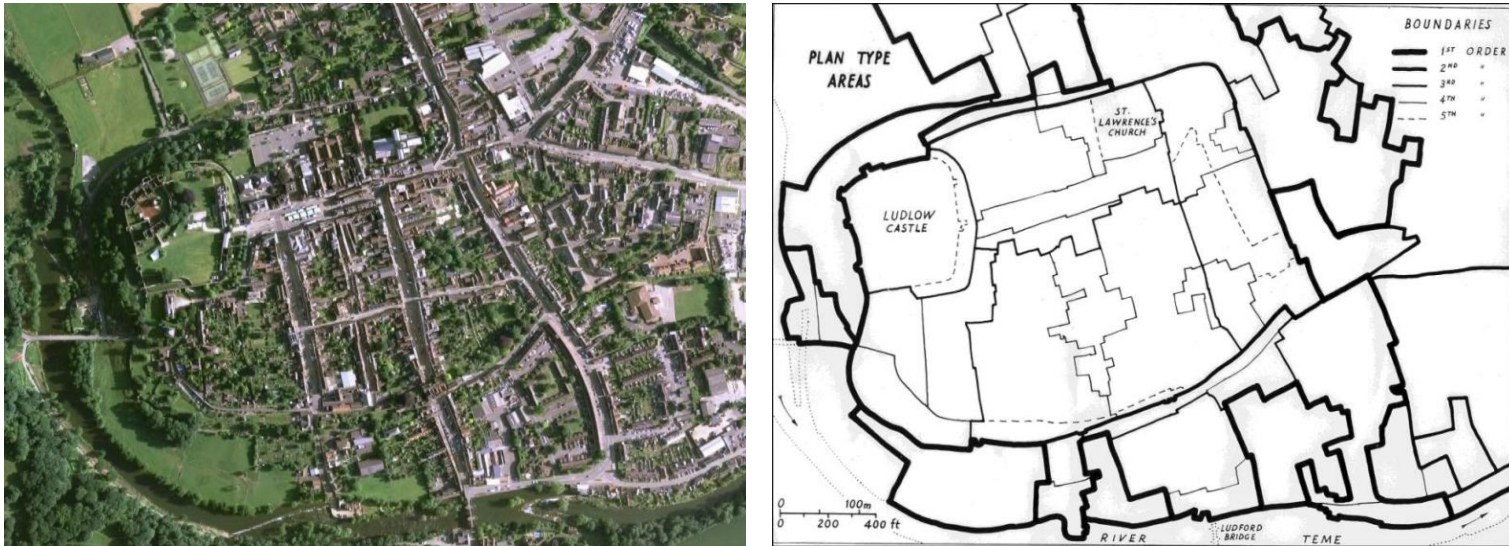 PLAN TYPE
AREAS
BOUNDARIES
1ST ORDER
2ND "
3RD "
4TH "
5TH "
ST.
LAWRENCE'S
CHURCH
LUDLOW
CASTLE
0 100m
0 200 400 ft
RIVER
LUDFORD
BRIDGE
TEME